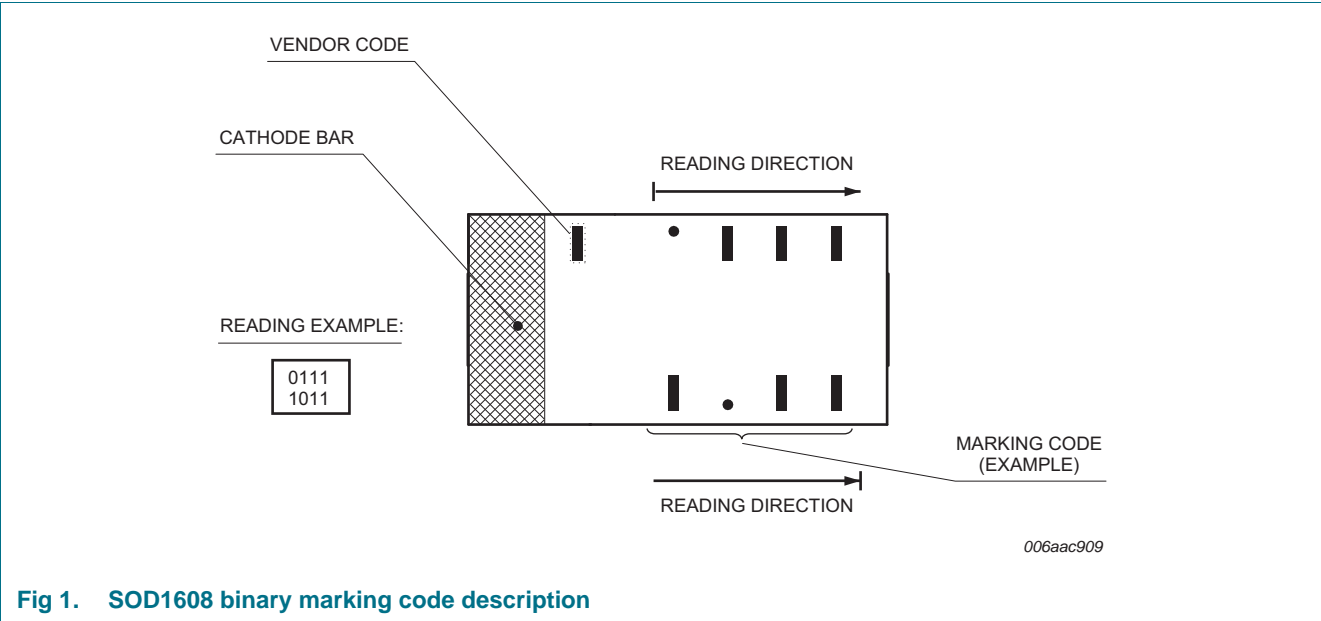 VENDOR CODE
CATHODE BAR
READING DIRECTION
READING EXAMPLE:
0111
1011
MARKING CODE
(EXAMPLE)
READING DIRECTION
006aac909
Fig 1. SOD1608 binary marking code description